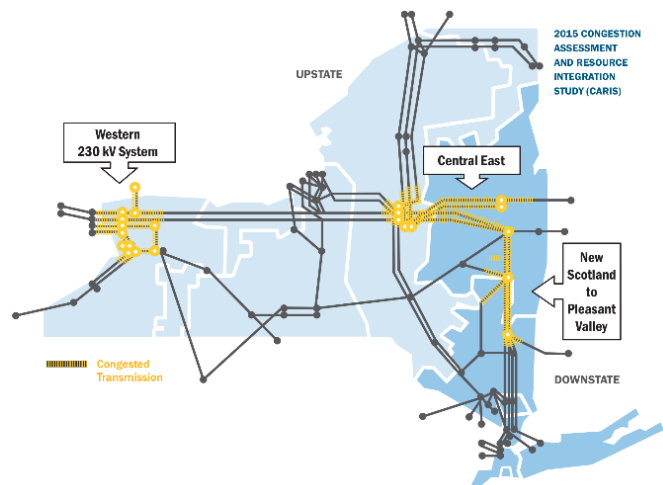 2015 CONGESTION
ASSESSMENT
AND RESOURCE
INTEGRATION
STUDY (CARIS)
UPSTATE
Western
230 kV System
Central East
New
Scotland
to
Pleasant
Valley
Congested
Transmission
DOWNSTATE